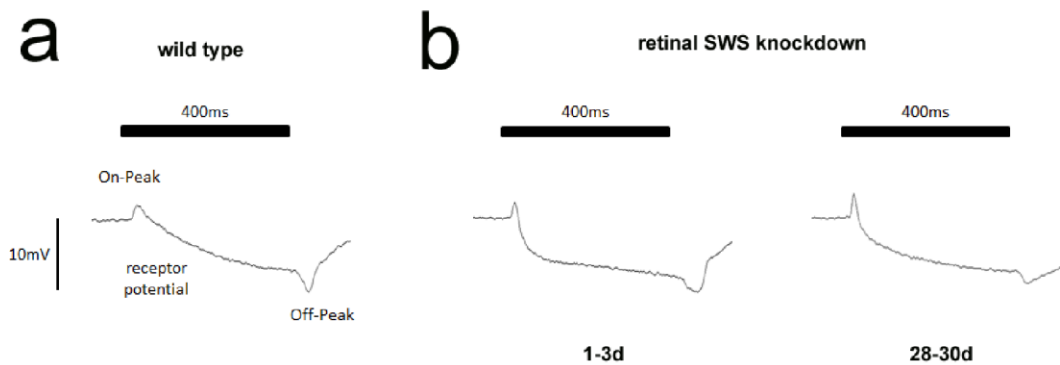 a
wild type
400ms
On-Peak
10mV
receptor
potential
Off-Peak
b
retinal SWS knockdown
400ms
400ms
1-3d
28-30d